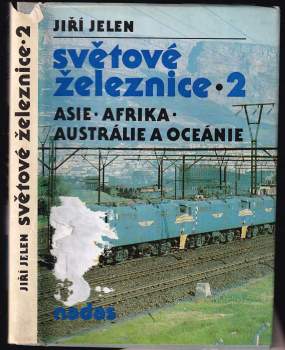 JIŘÍ JELEN
světové
železnice · 2
ASIE · AFRIKA ·
AUSTRÁLIE A OCEÁNIE
nadas
JIŘÍ JELEN světové železnice · 2